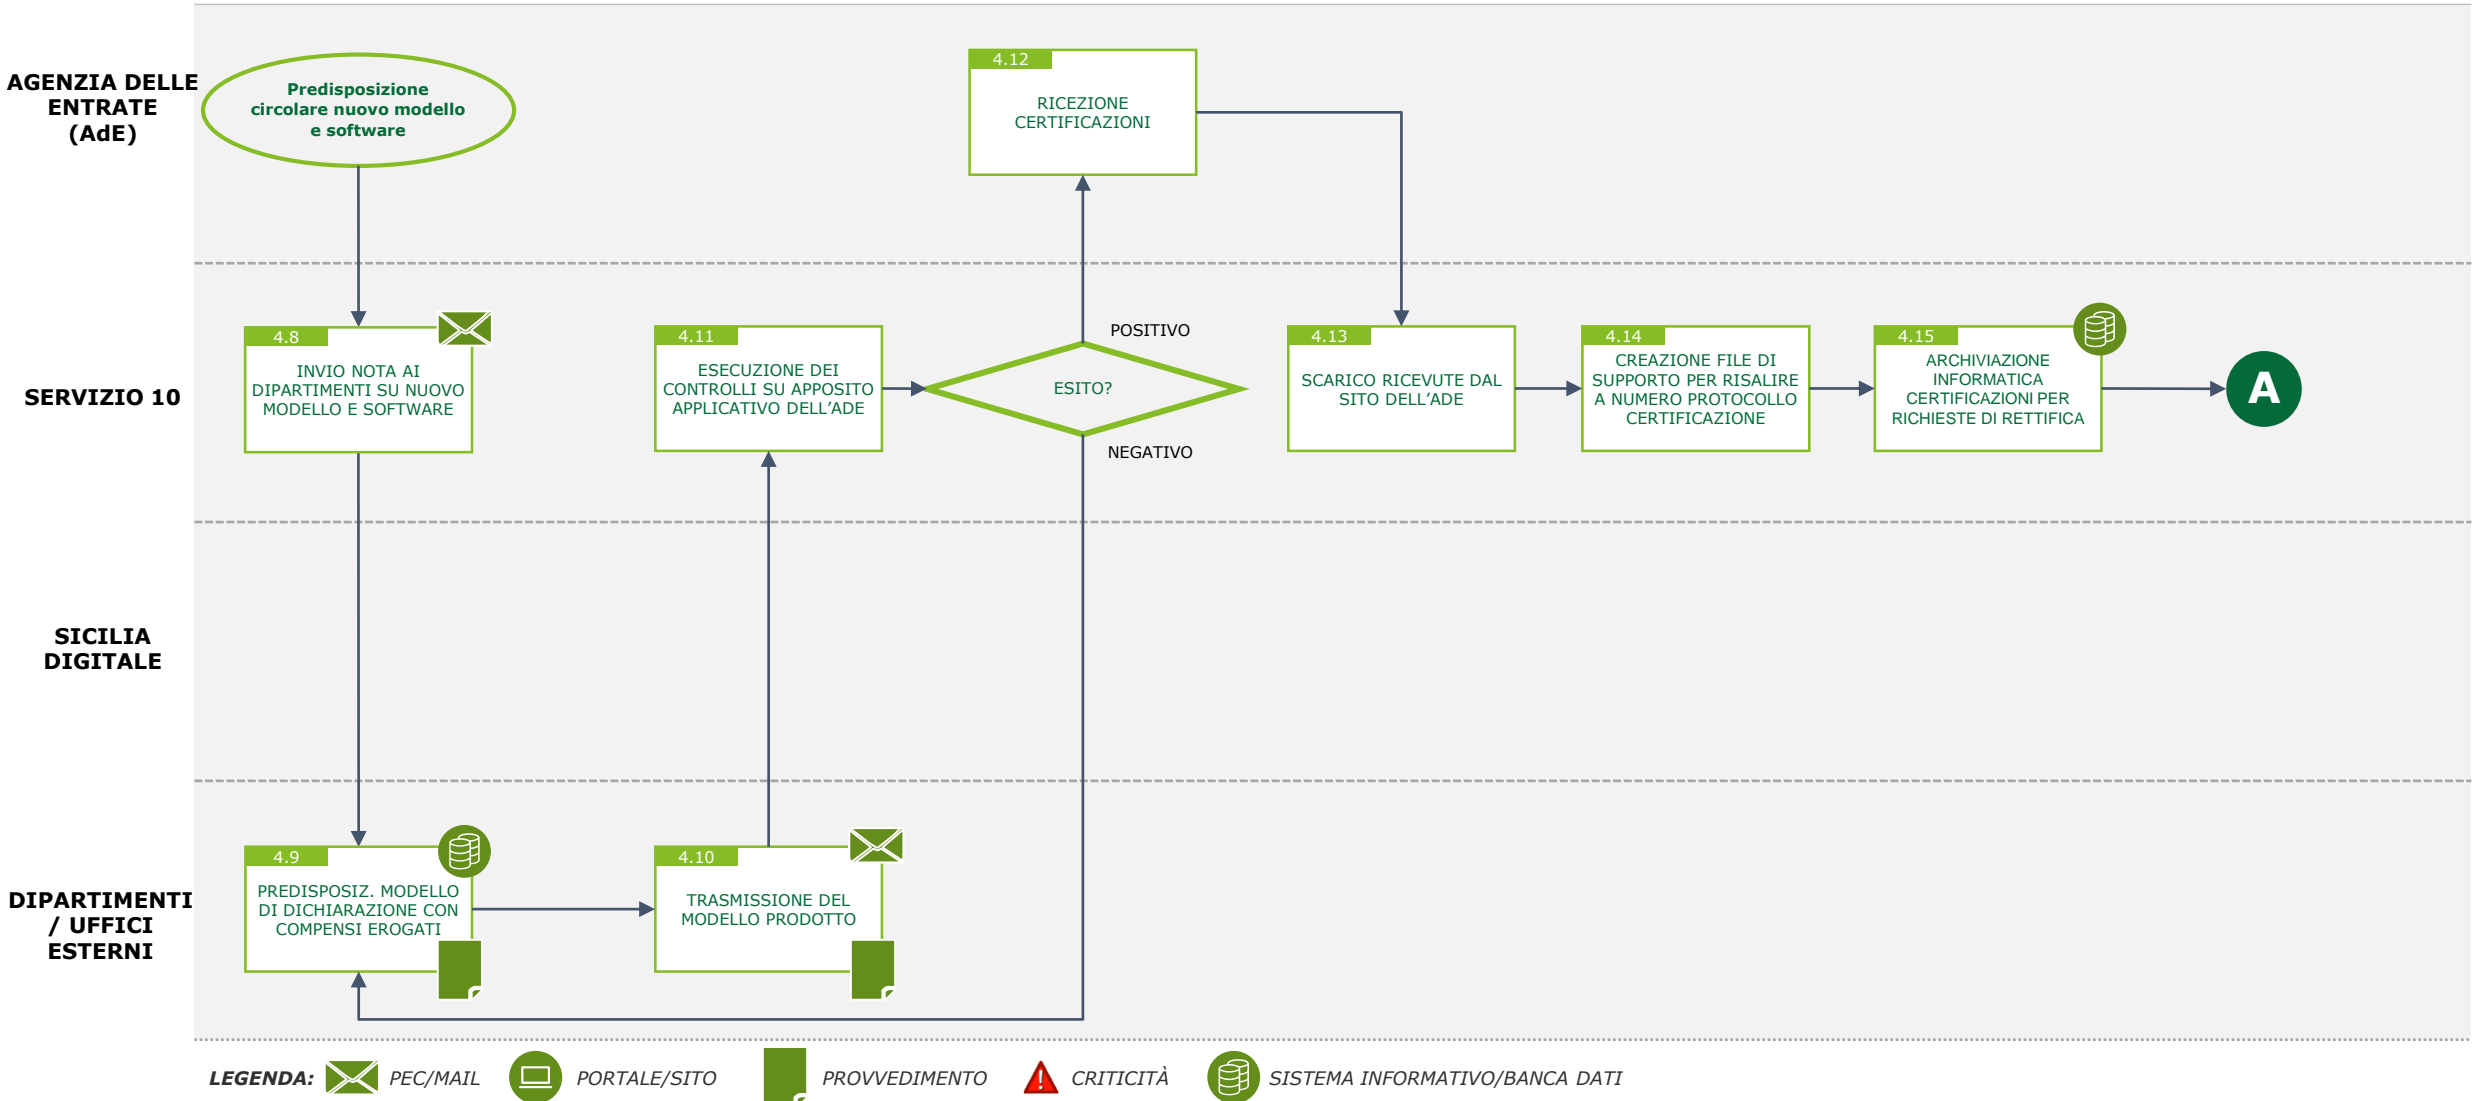 AGENZIA DELLE
ENTRATE
(AdE)
Predisposizione
circolare nuovo modello
e software
4.12
RICEZIONE
CERTIFICAZIONI
SERVIZIO 10
4.8
INVIO NOTA AI
DIPARTIMENTI SU NUOVO
MODELLO E SOFTWARE
4.11
ESECUZIONE DEI
CONTROLLI SU APPOSITO
APPLICATIVO DELL'ADE
POSITIVO
ESITO?
NEGATIVO
4.13
SCARICO RICEVUTE DAL
SITO DELL'ADE
4.14
CREAZIONE FILE DI
SUPPORTO PER RISALIRE
A NUMERO PROTOCOLLO
CERTIFICAZIONE
4.15
ARCHIVIAZIONE
INFORMATICA
CERTIFICAZIONI PER
RICHIESTE DI RETTIFICA
A
SICILIA
DIGITALE
DIPARTIMENTI
/ UFFICI
ESTERNI
4.9
PREDISPOSIZ. MODELLO
DI DICHIARAZIONE CON
COMPENSI EROGATI
4.10
TRASMISSIONE DEL
MODELLO PRODOTTO
LEGENDA: PEC/MAIL PORTALE/SITO PROVVEDIMENTO CRITICITÀ SISTEMA INFORMATIVO/BANCA DATI